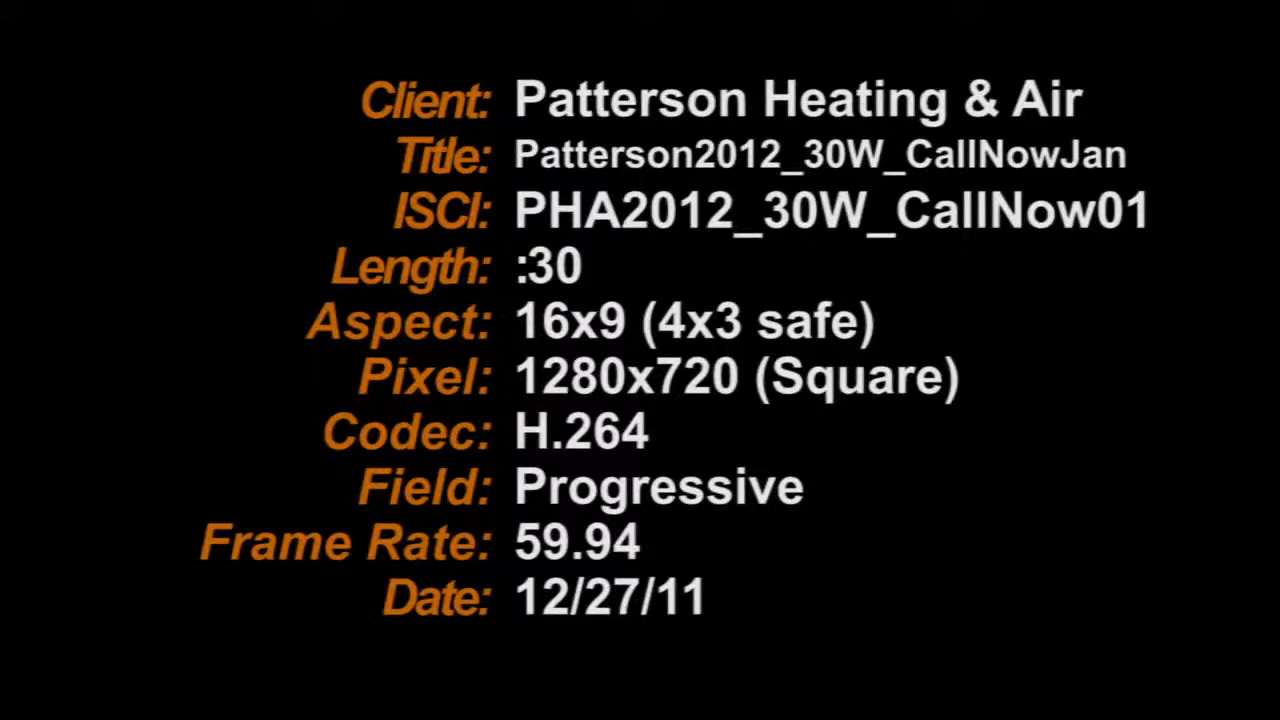 Client: Patterson Heating & Air
Title: Patterson2012_30W_CallNowJan
ISCI: PHA2012_30W_CallNow01
Length: :30
Aspect: 16x9 (4x3 safe)
Pixel: 1280x720 (Square)
Codec: H.264
Field: Progressive
Frame Rate: 59.94
Date: 12/27/11